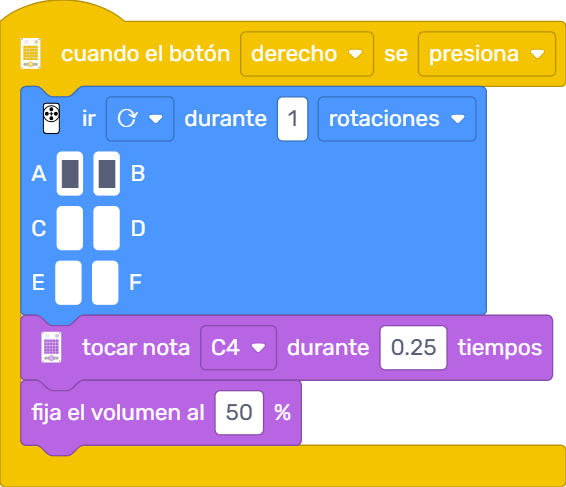 cuando el botón derecho se presiona
ir durante 1 rotaciones
A B
C D
E F
tocar nota C4 durante 0.25 tiempos
fija el volumen al 50 %